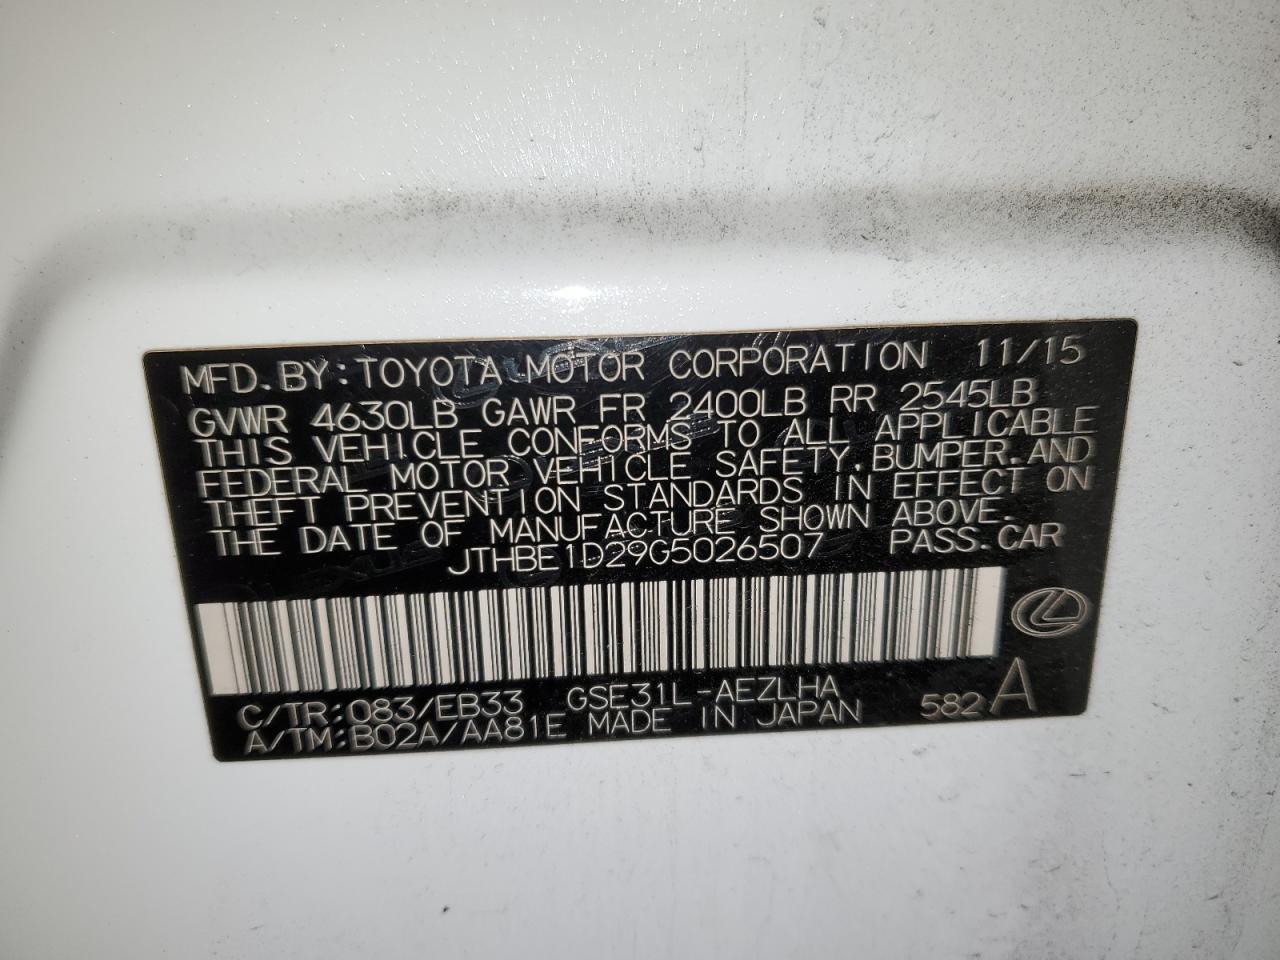 MFD.BY:TOYOTA MOTOR CORPORATION 11/15
GVWR 4630LB GAWR FR 2400LB RR 2545LB
THIS VEHICLE CONFORMS TO ALL APPLICABLE
FEDERAL MOTOR VEHICLE SAFETY,BUMPER,AND
THEFT PREVENTION STANDARDS IN EFFECT ON
THE DATE OF MANUFACTURE SHOWN ABOVE.
JTHBE1D29G5026507 PASS.CAR
C/TR:083/EB33 GSE31L-AEZLHA
A/TM:B02A/AA81E MADE IN JAPAN 582 A